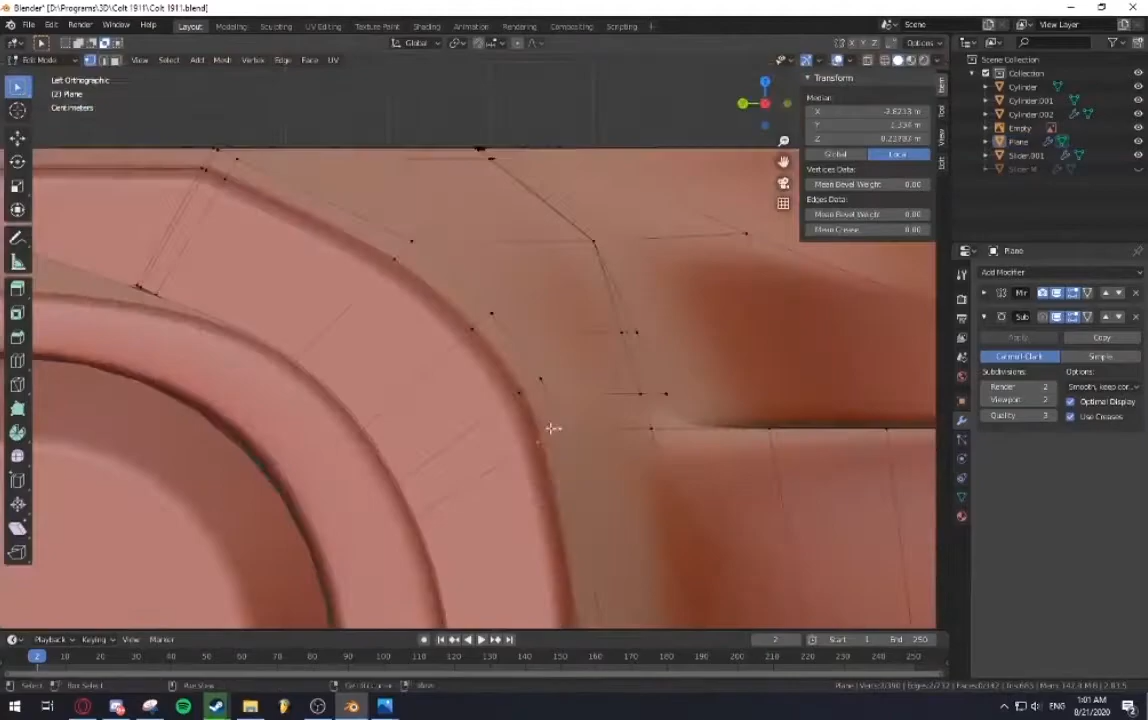 Blender* [D:\Programs\3D\Colt 1911\Colt 1911.blend]
File Edit Render Window Help Layout Modeling Sculpting UV Editing Texture Paint Shading Animation Rendering Compositing Scripting + Scene View Layer
Global X Y Z Options
Edit Mode View Select Add Mesh Vertex Edge Face UV
Left Orthographic
(2) Plane
Centimeters
Transform
Median:
X
Y
Z
Global Local
Vertices Data:
Mean Bevel Weight 0.00
Edges Data:
Mean Bevel Weight 0.00
Mean Crease 0.00
Item
Tool
View
Edit
Scene Collection
Collection
Cylinder
Cylinder.001
Cylinder.002
Empty
Plane
Slider.001
Plane
Add Modifier
Mir
Sub
Apply Copy
Catmull-Clark Simple
Subdivisions: Options:
Render 2 Smooth, keep cor...
Viewport 2 Optimal Display
Quality 3 Use Creases
Playback Keying View Marker 2 Start 1 End 250
2 10 20 30 40 50 60 70 80 90 100 110 120 130 140 150 160 170 180 190 200 210 220 230 240 250
Select Box Select
ENG 1:01 AM
8/21/2020